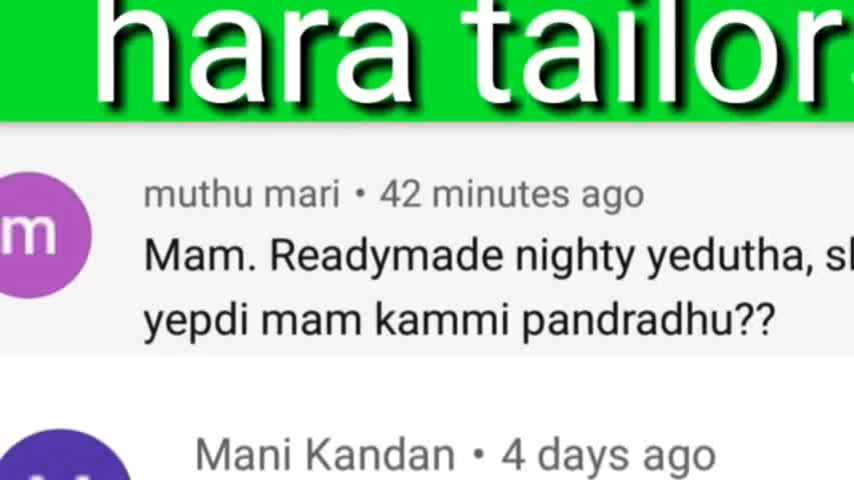 hara tailor
m
muthu mari • 42 minutes ago
Mam. Readymade nighty yedutha,
yepdi mam kammi pandradhu??
Mani Kandan • 4 days ago